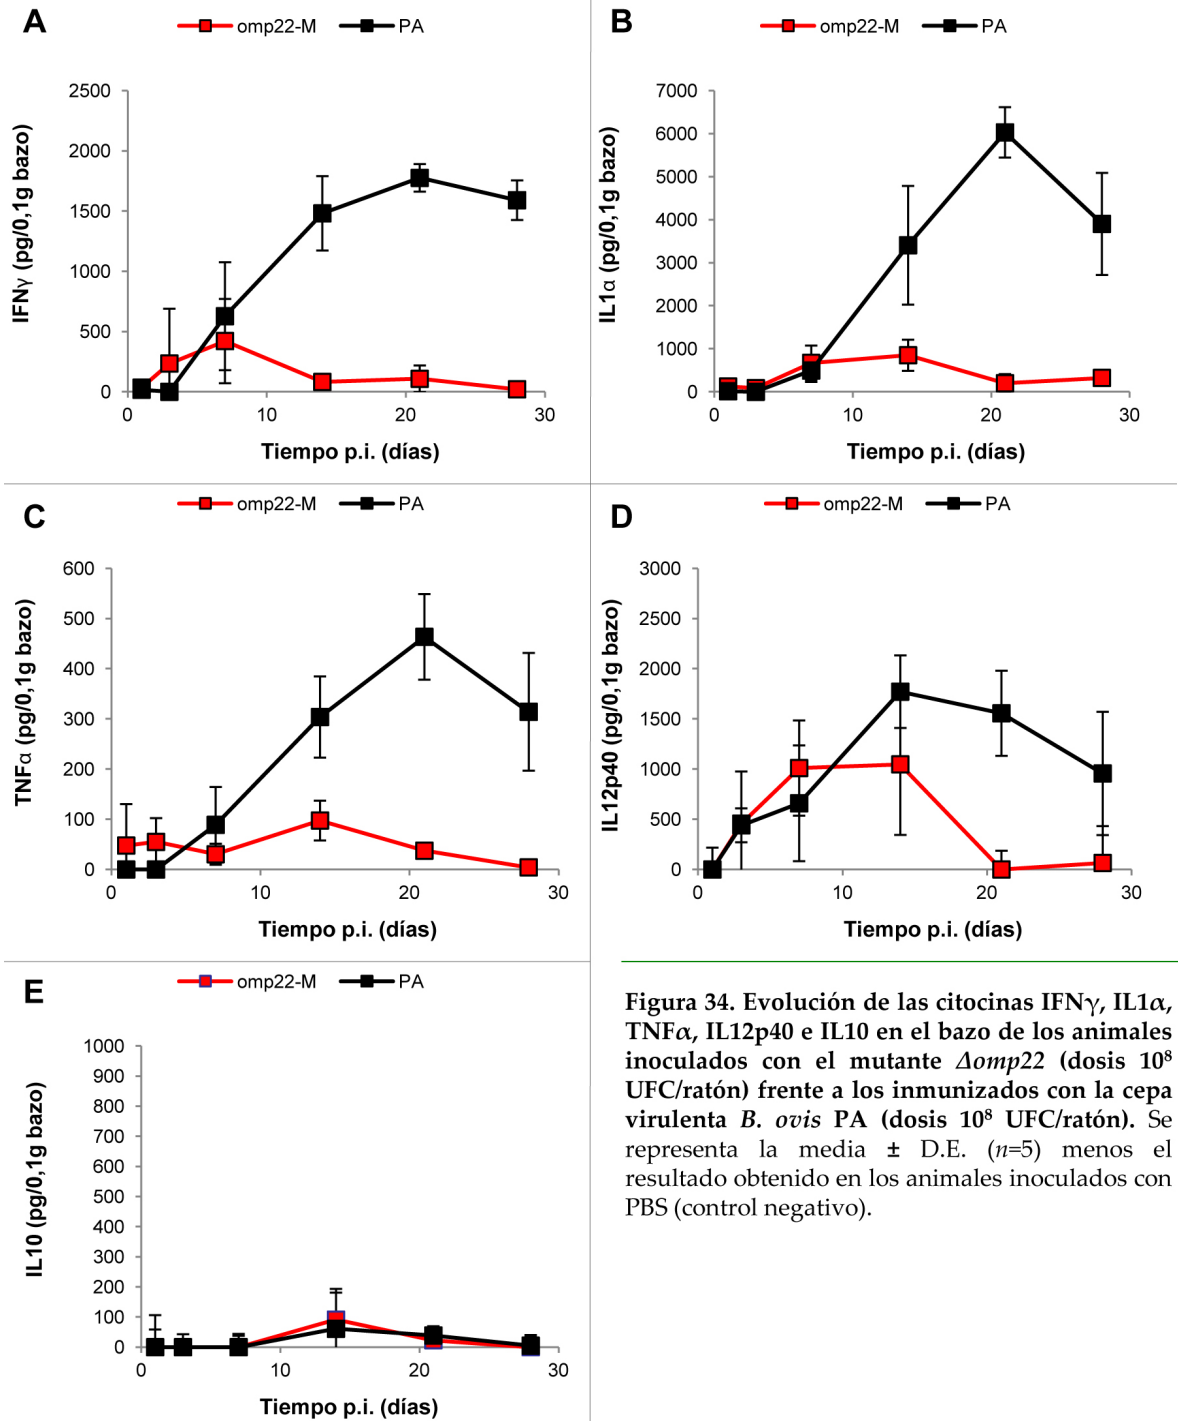 A
omp22-M
PA
2500
2000
1500
1000
500
0
0
10
20
30
IFNγ (pg/0,1g bazo)
Tiempo p.i. (días)
B
omp22-M
PA
7000
6000
5000
4000
3000
2000
1000
0
0
10
20
30
IL1α (pg/0,1g bazo)
Tiempo p.i. (días)
C
omp22-M
PA
600
500
400
300
200
100
0
0
10
20
30
TNFα (pg/0,1g bazo)
Tiempo p.i. (días)
D
omp22-M
PA
3000
2500
2000
1500
1000
500
0
0
10
20
30
IL12p40 (pg/0,1g bazo)
Tiempo p.i. (días)
E
omp22-M
PA
1000
900
800
700
600
500
400
300
200
100
0
0
10
20
30
IL10 (pg/0,1g bazo)
Tiempo p.i. (días)
Figura 34. Evolución de las citocinas IFNγ, IL1α,
TNFα, IL12p40 e IL10 en el bazo de los animales
inoculados con el mutante Δomp22 (dosis 10⁸
UFC/ratón) frente a los inmunizados con la cepa
virulenta B. ovis PA (dosis 10⁸ UFC/ratón). Se
representa la media ± D.E. (n=5) menos el
resultado obtenido en los animales inoculados con
PBS (control negativo).